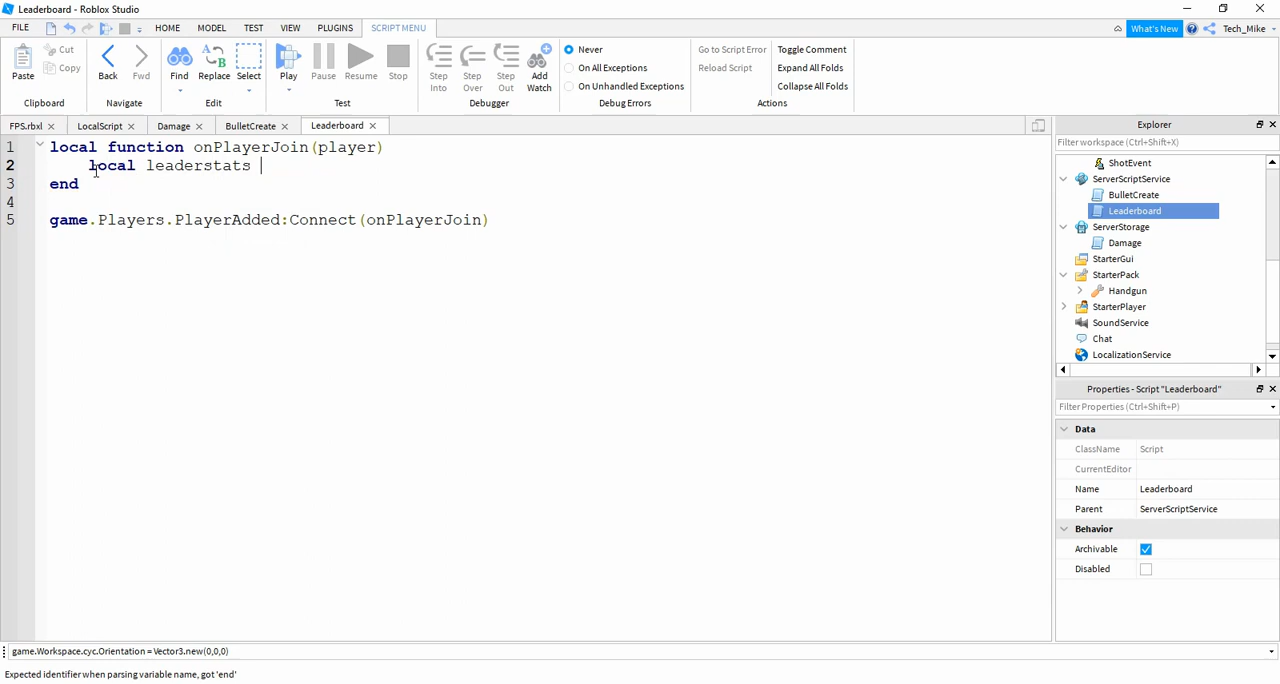 Leaderboard - Roblox Studio
FILE HOME MODEL TEST VIEW PLUGINS SCRIPT MENU What's New Tech_Mike
Paste Cut Copy Back Fwd Find Replace Select Play Pause Resume Stop Step Into Step Over Step Out Add Watch
Never
On All Exceptions
On Unhandled Exceptions
Go to Script Error
Reload Script
Toggle Comment
Expand All Folds
Collapse All Folds
Clipboard Navigate Edit Test Debugger Debug Errors Actions
FPS.rbxl LocalScript Damage BulletCreate Leaderboard
1 local function onPlayerJoin(player)
2 local leaderstats
3 end
4
5 game.Players.PlayerAdded:Connect(onPlayerJoin)
Explorer
Filter workspace (Ctrl+Shift+X)
ShotEvent
ServerScriptService
BulletCreate
Leaderboard
ServerStorage
Damage
StarterGui
StarterPack
Handgun
StarterPlayer
SoundService
Chat
LocalizationService
Properties - Script "Leaderboard"
Filter Properties (Ctrl+Shift+P)
Data
ClassName Script
CurrentEditor
Name Leaderboard
Parent ServerScriptService
Behavior
Archivable
Disabled
game.Workspace.cyc.Orientation = Vector3.new(0,0,0)
Expected identifier when parsing variable name, got 'end'